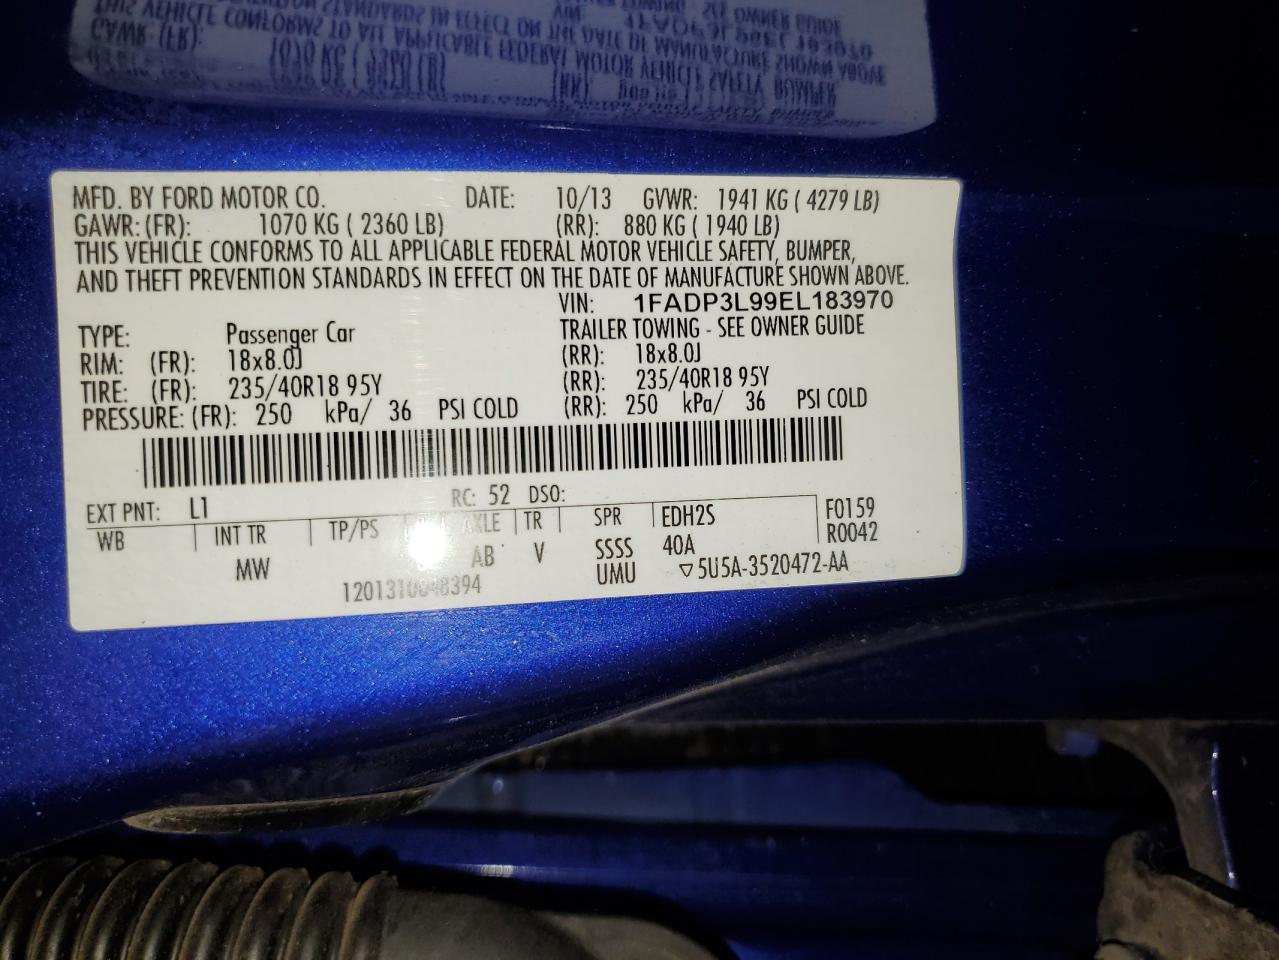 MFD. BY FORD MOTOR CO. DATE: 10/13 GVWR: 1941 KG ( 4279 LB)
GAWR: (FR): 1070 KG ( 2360 LB) (RR): 880 KG ( 1940 LB)
THIS VEHICLE CONFORMS TO ALL APPLICABLE FEDERAL MOTOR VEHICLE SAFETY, BUMPER,
AND THEFT PREVENTION STANDARDS IN EFFECT ON THE DATE OF MANUFACTURE SHOWN ABOVE.
VIN: 1FADP3L99EL183970
TYPE: Passenger Car TRAILER TOWING - SEE OWNER GUIDE
RIM: (FR): 18x8.0J (RR): 18x8.0J
TIRE: (FR): 235/40R18 95Y (RR): 235/40R18 95Y
PRESSURE: (FR): 250 kPa/ 36 PSI COLD (RR): 250 kPa/ 36 PSI COLD
EXT PNT: L1 RC: 52 DSO:
WB INT TR TP/PS AXLE TR SPR EDH2S F0159
MW AB V SSSS 40A R0042
UMU ▽5U5A-3520472-AA